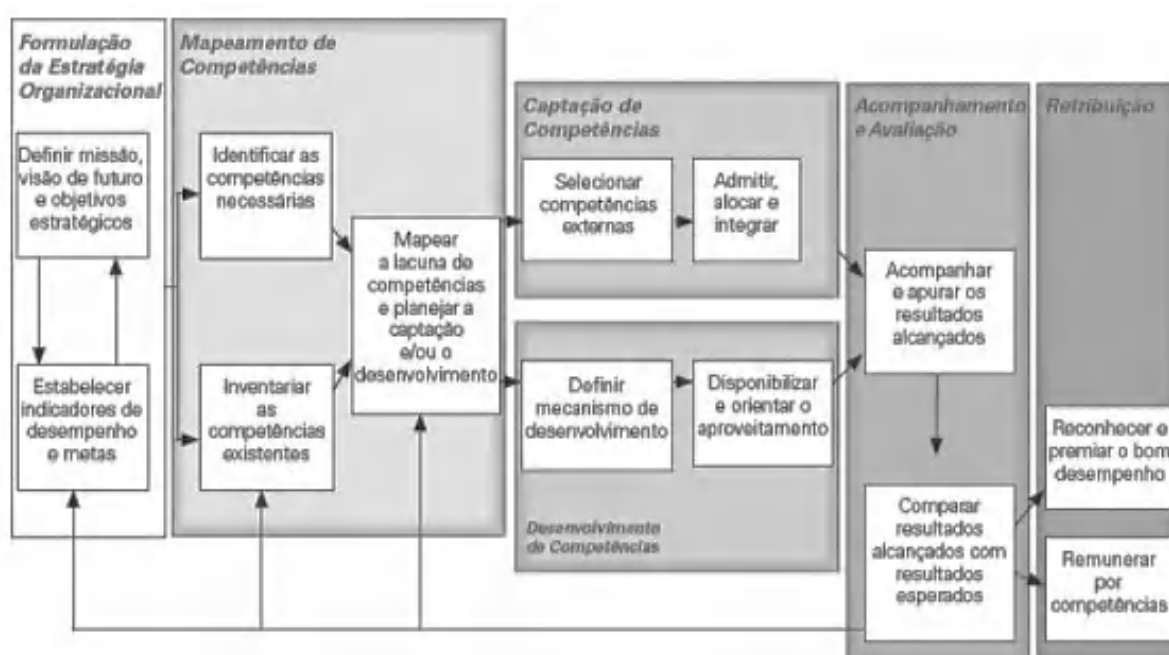 Formulação
da Estratégia
Organizacional
Definir missão,
visão de futuro
e objetivos
estratégicos
Estabelecer
indicadores de
desempenho
e metas
Mapeamento de
Competências
Identificar as
competências
necessárias
Inventariar
as
competências
existentes
Mapear
a lacuna de
competências
e planejar a
captação
e/ou o
desenvolvimento
Captação de
Competências
Selecionar
competências
externas
Admitir,
alocar e
integrar
Definir
mecanismo de
desenvolvimento
Disponibilizar
e orientar o
aproveitamento
Desenvolvimento
de Competências
Acompanhamento
e Avaliação
Acompanhar
e apurar os
resultados
alcançados
Comparar
resultados
alcançados com
resultados
esperados
Retribuição
Reconhecer e
premiar o bom
desempenho
Remunerar
por
competências